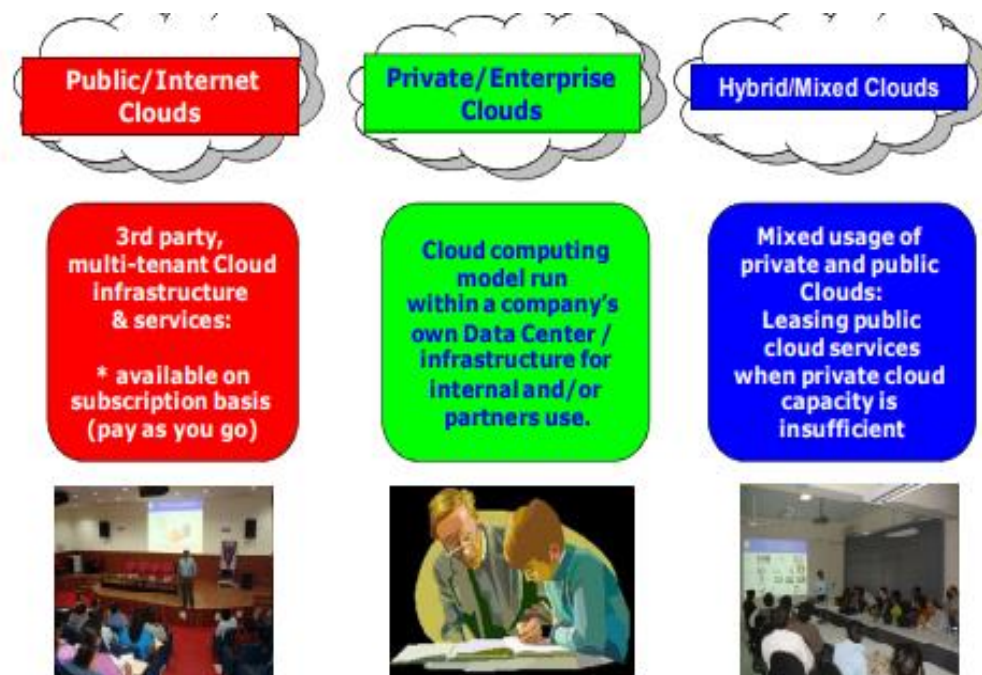 Public/Internet
Clouds
Private/Enterprise
Clouds
Hybrid/Mixed Clouds
3rd party,
multi-tenant Cloud
infrastructure
& services:
* available on
subscription basis
(pay as you go)
Cloud computing
model run
within a company's
own Data Center /
infrastructure for
internal and/or
partners use.
Mixed usage of
private and public
Clouds:
Leasing public
cloud services
when private cloud
capacity is
insufficient